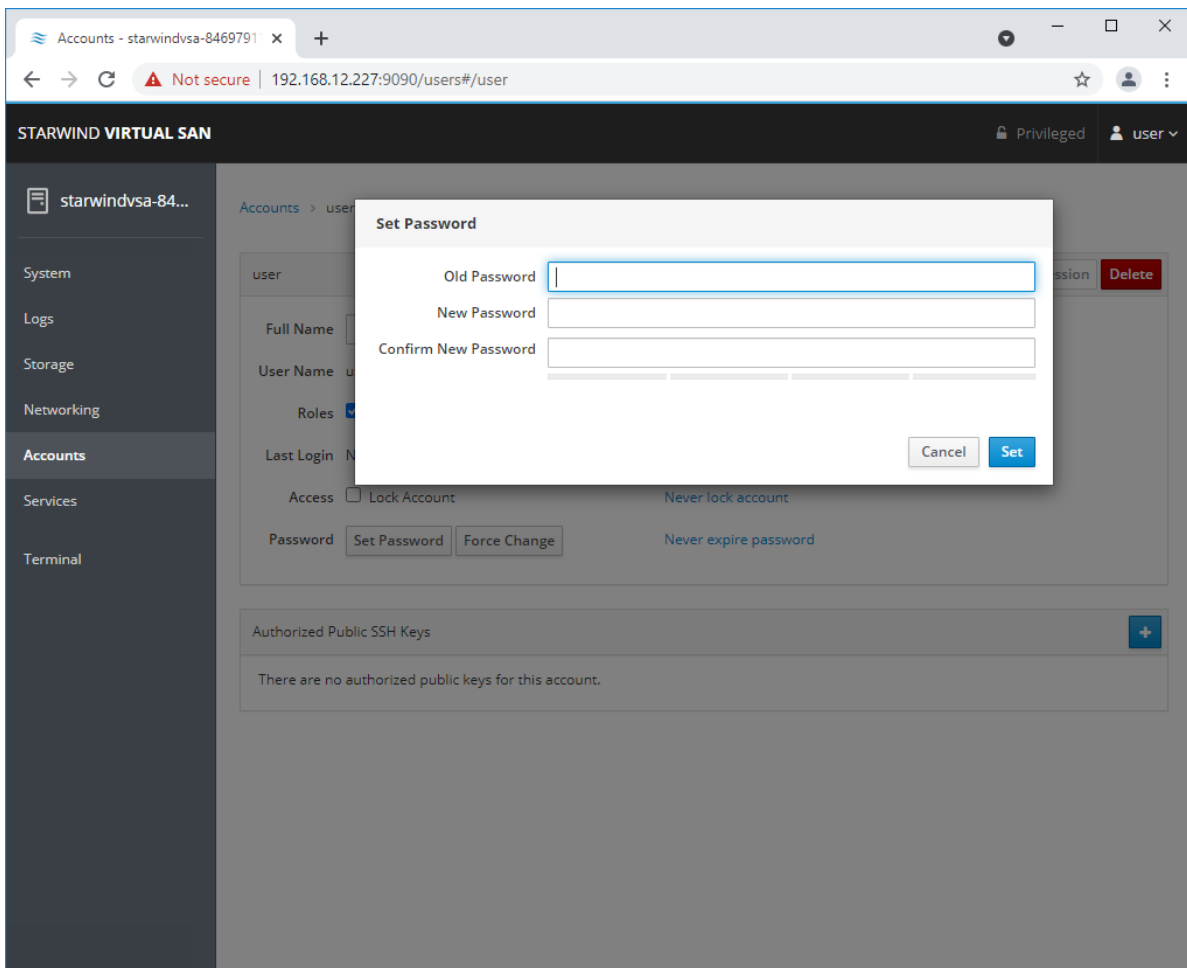 Accounts - starwindvsa-8469791
Not secure | 192.168.12.227:9090/users#/user
STARWIND VIRTUAL SAN
Privileged
user
starwindvsa-84...
System
Logs
Storage
Networking
Accounts
Services
Terminal
Accounts > user
Set Password
Old Password
New Password
Confirm New Password
Cancel
Set
user
ssion
Delete
Full Name
User Name u
Roles
Last Login N
Access Lock Account Never lock account
Password Set Password Force Change Never expire password
Authorized Public SSH Keys
There are no authorized public keys for this account.